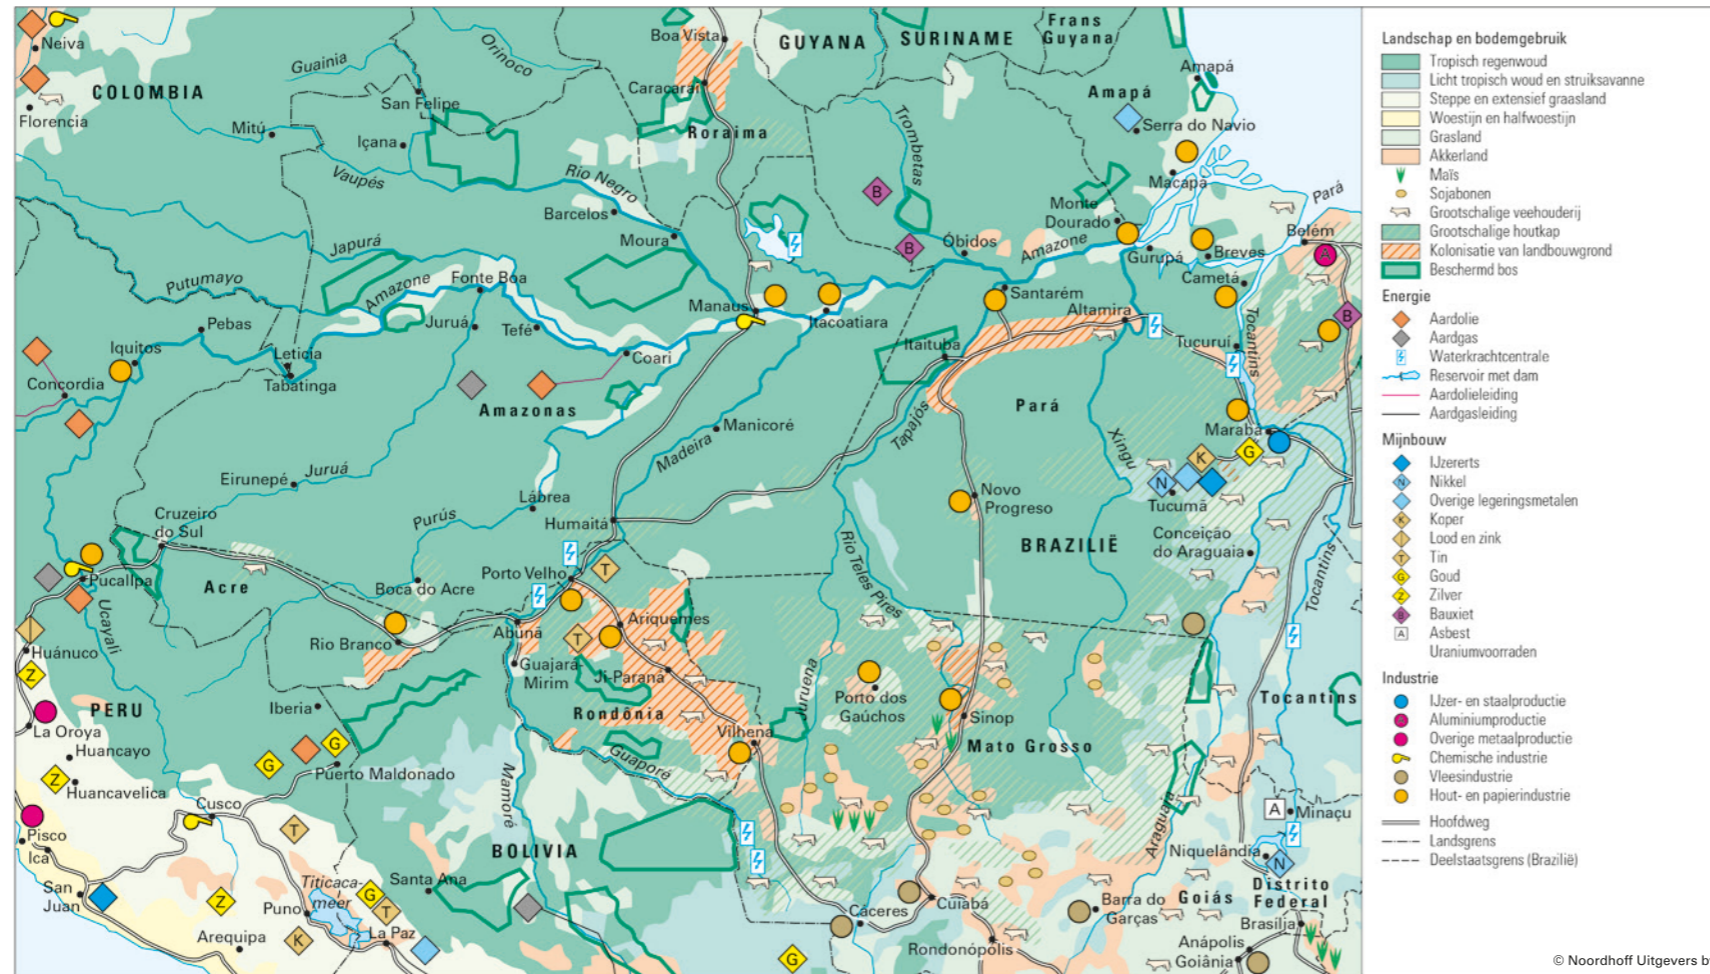 Neiva
Florencia
COLOMBIA
Guainia
Orinoco
San Felipe
Mitú
Içana
Vaupés
Boa Vista
Caracaraí
Roraima
GUYANA
SURINAME
Frans
Guyana
Amapá
Amapá
Serra do Navio
Macapá
Trombetas
B
B
Rio Negro
Barcelos
Moura
Japurá
Putumayo
Amazone
Fonte Boa
Juruá
Tefé
Pebas
Iquitos
Concordia
Leticia
Tabatinga
Manaus
Itacoatiara
Coari
Óbidos
Amazone
Monte
Dourado
Gurupá
Breves
Cametá
Pará
Belém
A
B
Santarém
Altamira
Itaituba
Tucuruí
Tocantins
Amazonas
Manicoré
Madeira
Tapajós
Pará
Xingu
Marabá
K
G
N
Tucumã
Eirunepé
Juruá
Lábrea
Purús
Humaitá
Novo
Progreso
BRAZILIË
Conceição
do Araguaia
Tocantins
Cruzeiro
do Sul
Pucallpa
Acre
Boca do Acre
Porto Velho
T
Rio Branco
Abuná
Ariquemes
T
Rio Teles Pires
Ucayali
Huánuco
Z
Guajará-
Mirim
Ji-Paraná
Rondônia
Juruena
Porto dos
Gaúchos
Sinop
Mato Grosso
Tocantins
PERU
Iberia
La Oroya
Huancayo
Z
Huancavelica
G
G
Puerto Maldonado
Vilhena
Guaporé
Mamoré
Araguaia
A
Minaçu
Niquelândia
N
Pisco
Ica
Cusco
T
BOLIVIA
Santa Ana
San
Juan
Z
Titicaca-
meer
G
T
Puno
K
La Paz
Arequipa
G
Cáceres
Cuiabá
Rondonópolis
Barra do
Garças
Goiás
Distrito
Federal
Brasília
Anápolis
Goiânia
Landschap en bodemgebruik
Tropisch regenwoud
Licht tropisch woud en struiksavanne
Steppe en extensief graasland
Woestijn en halfwoestijn
Grasland
Akkerland
Maïs
Sojabonen
Grootschalige veehouderij
Grootschalige houtkap
Kolonisatie van landbouwgrond
Beschermd bos
Energie
Aardolie
Aardgas
Waterkrachtcentrale
Reservoir met dam
Aardolieleiding
Aardgasleiding
Mijnbouw
IJzererts
N Nikkel
Overige legeringsmetalen
K Koper
Lood en zink
T Tin
G Goud
Z Zilver
B Bauxiet
A Asbest
Uraniumvoorraden
Industrie
IJzer- en staalproductie
Aluminiumproductie
Overige metaalproductie
Chemische industrie
Vleesindustrie
Hout- en papierindustrie
Hoofdweg
Landsgrens
Deelstaatsgrens (Brazilië)
© Noordhoff Uitgevers b